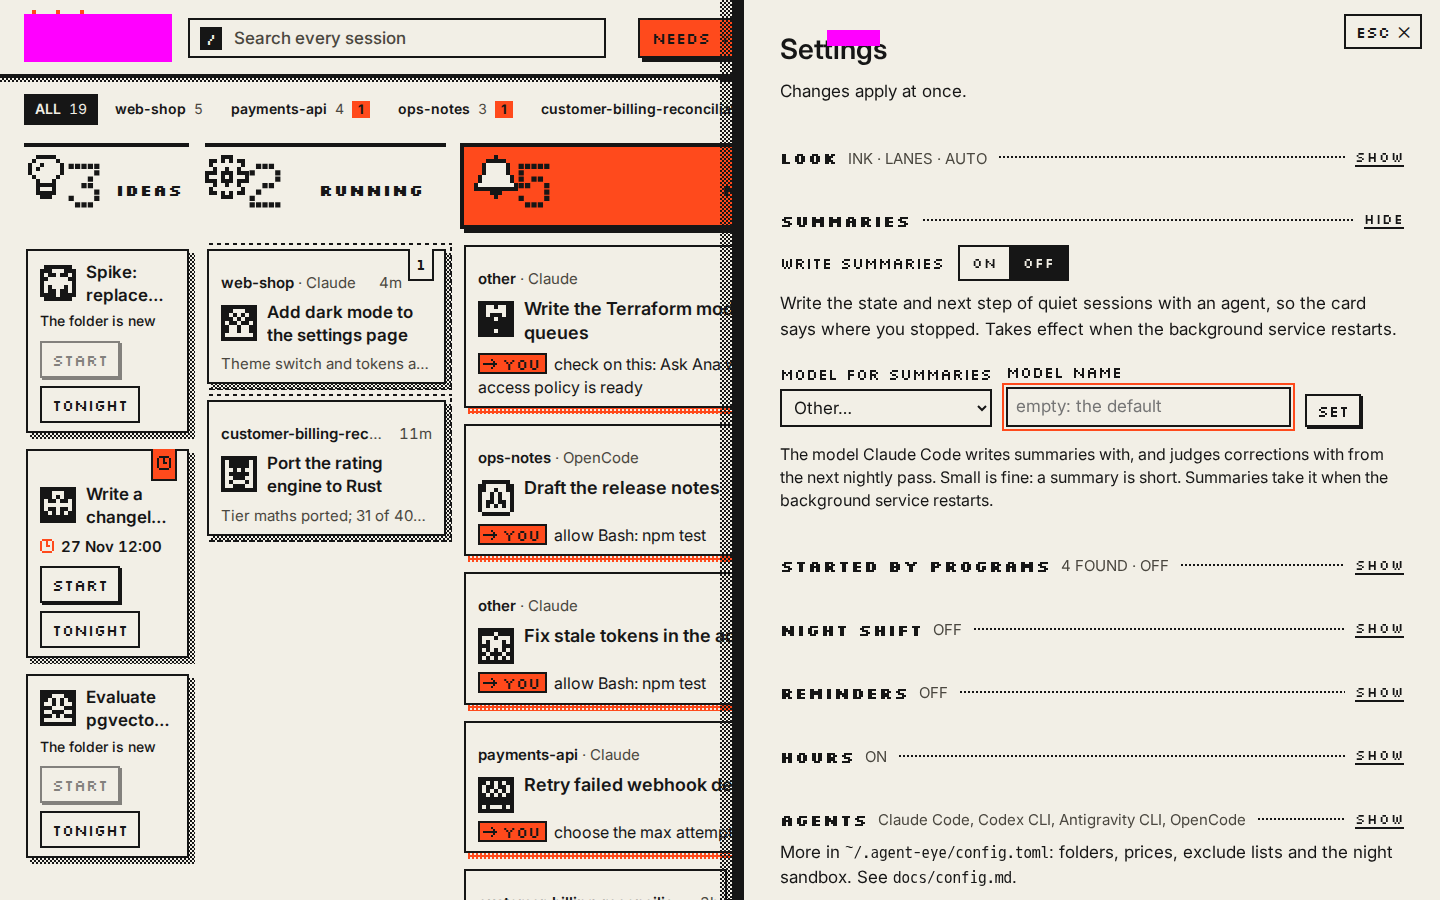 / Search every session
NEEDS
ALL 19 web-shop 5 payments-api 4 1 ops-notes 3 1
3 IDEAS
2 RUNNING
5
Spike:
replace...
The folder is new
START
TONIGHT
Write a
changel...
27 Nov 12:00
START
TONIGHT
Evaluate
pgvecto...
The folder is new
START
TONIGHT
1
web-shop · Claude 4m
Add dark mode to
the settings page
Theme switch and tokens a...
customer-billing-rec... 11m
Port the rating
engine to Rust
Tier maths ported; 31 of 40...
other · Claude
Write the Terraform
queues
→ YOU check on this: Ask Ana
access policy is ready
ops-notes · OpenCode
Draft the release notes
→ YOU allow Bash: npm test
other · Claude
Fix stale tokens in the
→ YOU allow Bash: npm test
payments-api · Claude
Retry failed webhook
→ YOU choose the max
Settings
ESC ×
Changes apply at once.
LOOK INK · LANES · AUTO SHOW
SUMMARIES HIDE
WRITE SUMMARIES ON OFF
Write the state and next step of quiet sessions with an agent, so the card
says where you stopped. Takes effect when the background service restarts.
MODEL FOR SUMMARIES MODEL NAME
Other... empty: the default SET
The model Claude Code writes summaries with, and judges corrections with from
the next nightly pass. Small is fine: a summary is short. Summaries take it when the
background service restarts.
STARTED BY PROGRAMS 4 FOUND · OFF SHOW
NIGHT SHIFT OFF SHOW
REMINDERS OFF SHOW
HOURS ON SHOW
AGENTS Claude Code, Codex CLI, Antigravity CLI, OpenCode SHOW
More in ~/.agent-eye/config.toml: folders, prices, exclude lists and the night
sandbox. See docs/config.md.